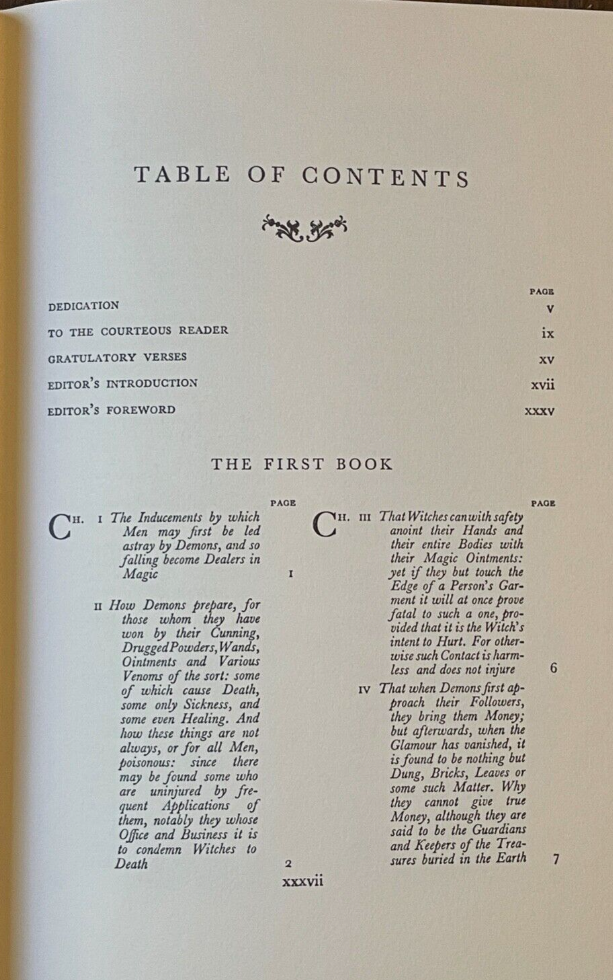 TABLE OF CONTENTS
PAGE
DEDICATION v
TO THE COURTEOUS READER ix
GRATULATORY VERSES xv
EDITOR'S INTRODUCTION xvii
EDITOR'S FOREWORD xxxv
THE FIRST BOOK
PAGE
CH. I The Inducements by which
Men may first be led
astray by Demons, and so
falling become Dealers in
Magic 1
II How Demons prepare, for
those whom they have
won by their Cunning,
Drugged Powders, Wands,
Ointments and Various
Venoms of the sort: some
of which cause Death,
some only Sickness, and
some even Healing. And
how these things are not
always, or for all Men,
poisonous: since there
may be found some who
are uninjured by fre-
quent Applications of
them, notably they whose
Office and Business it is
to condemn Witches to
Death 2
PAGE
CH. III That Witches can with safety
anoint their Hands and
their entire Bodies with
their Magic Ointments:
yet if they but touch the
Edge of a Person's Gar-
ment it will at once prove
fatal to such a one, pro-
vided that it is the Witch's
intent to Hurt. For other-
wise such Contact is harm-
less and does not injure 6
IV That when Demons first ap-
proach their Followers,
they bring them Money;
but afterwards, when the
Glamour has vanished, it
is found to be nothing but
Dung, Bricks, Leaves or
some such Matter. Why
they cannot give true
Money, although they are
said to be the Guardians
and Keepers of the Trea-
sures buried in the Earth 7
xxxvii